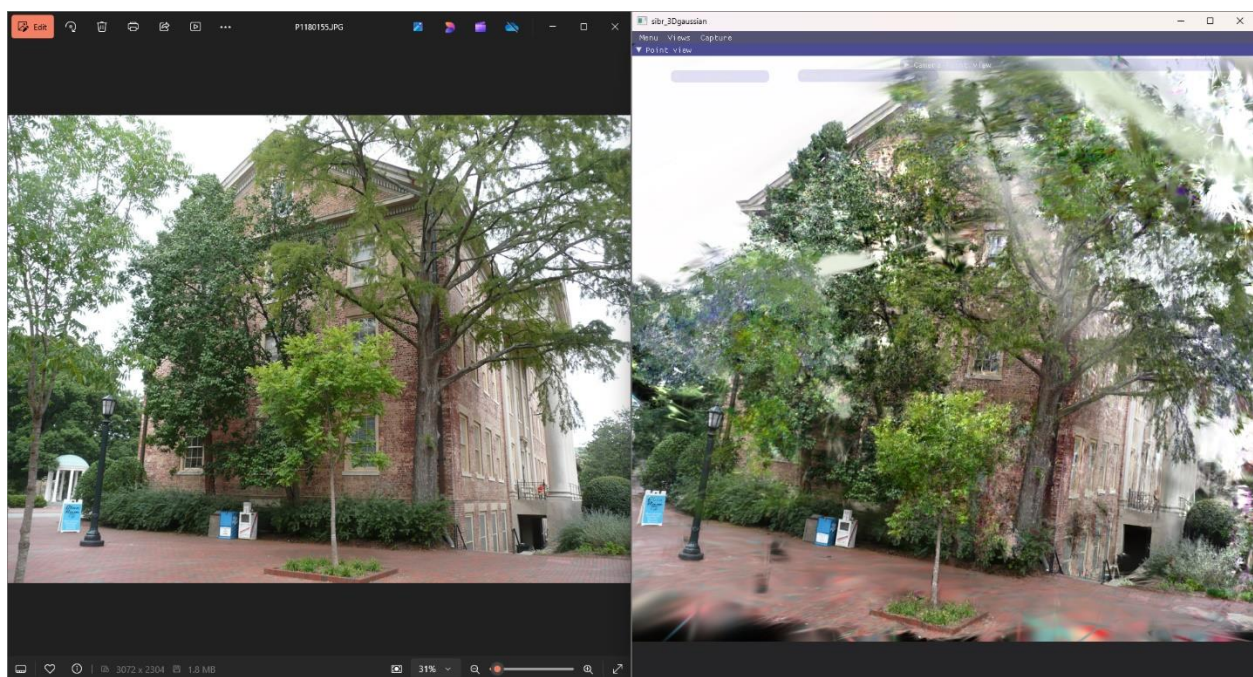 Edit
P1180155.JPG
3072 x 2304
1.8 MB
31%
sibr_3Dgaussian
Menu Views Capture
Point view